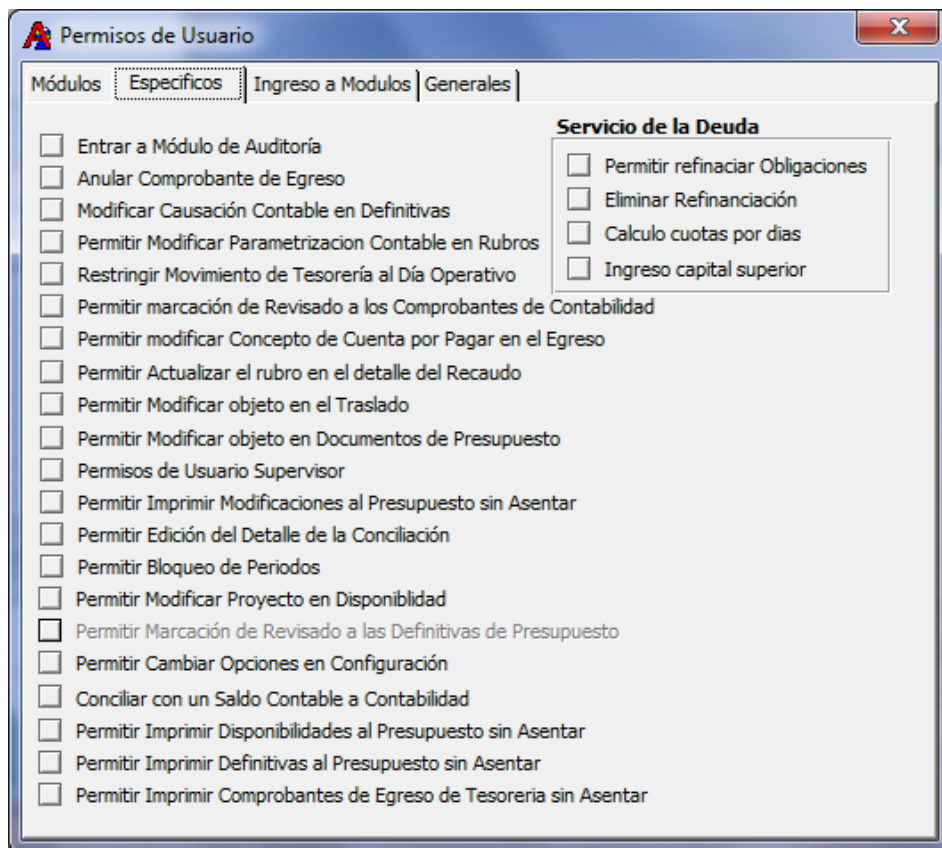 Permisos de Usuario
Módulos Especificos Ingreso a Modulos Generales
Entrar a Módulo de Auditoría
Anular Comprobante de Egreso
Modificar Causación Contable en Definitivas
Permitir Modificar Parametrizacion Contable en Rubros
Restringir Movimiento de Tesorería al Día Operativo
Permitir marcación de Revisado a los Comprobantes de Contabilidad
Permitir modificar Concepto de Cuenta por Pagar en el Egreso
Permitir Actualizar el rubro en el detalle del Recaudo
Permitir Modificar objeto en el Traslado
Permitir Modificar objeto en Documentos de Presupuesto
Permisos de Usuario Supervisor
Permitir Imprimir Modificaciones al Presupuesto sin Asentar
Permitir Edición del Detalle de la Conciliación
Permitir Bloqueo de Periodos
Permitir Modificar Proyecto en Disponiblidad
Permitir Marcación de Revisado a las Definitivas de Presupuesto
Permitir Cambiar Opciones en Configuración
Conciliar con un Saldo Contable a Contabilidad
Permitir Imprimir Disponibilidades al Presupuesto sin Asentar
Permitir Imprimir Definitivas al Presupuesto sin Asentar
Permitir Imprimir Comprobantes de Egreso de Tesoreria sin Asentar
Servicio de la Deuda
Permitir refinaciar Obligaciones
Eliminar Refinanciación
Calculo cuotas por dias
Ingreso capital superior